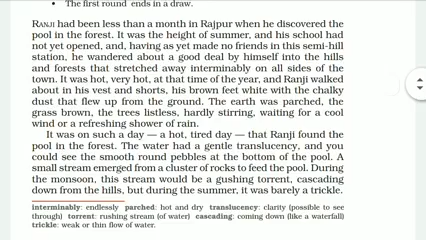 • The first round ends in a draw.
RANJI had been less than a month in Rajpur when he discovered the
pool in the forest. It was the height of summer, and his school had
not yet opened, and, having as yet made no friends in this semi-hill
station, he wandered about a good deal by himself into the hills
and forests that stretched away interminably on all sides of the
town. It was hot, very hot, at that time of the year, and Ranji walked
about in his vest and shorts, his brown feet white with the chalky
dust that flew up from the ground. The earth was parched, the
grass brown, the trees listless, hardly stirring, waiting for a cool
wind or a refreshing shower of rain.
It was on such a day — a hot, tired day — that Ranji found the
pool in the forest. The water had a gentle translucency, and you
could see the smooth round pebbles at the bottom of the pool. A
small stream emerged from a cluster of rocks to feed the pool. During
the monsoon, this stream would be a gushing torrent, cascading
down from the hills, but during the summer, it was barely a trickle.
interminably: endlessly parched: hot and dry translucency: clarity (possible to see
through) torrent: rushing stream (of water) cascading: coming down (like a waterfall)
trickle: weak or thin flow of water.